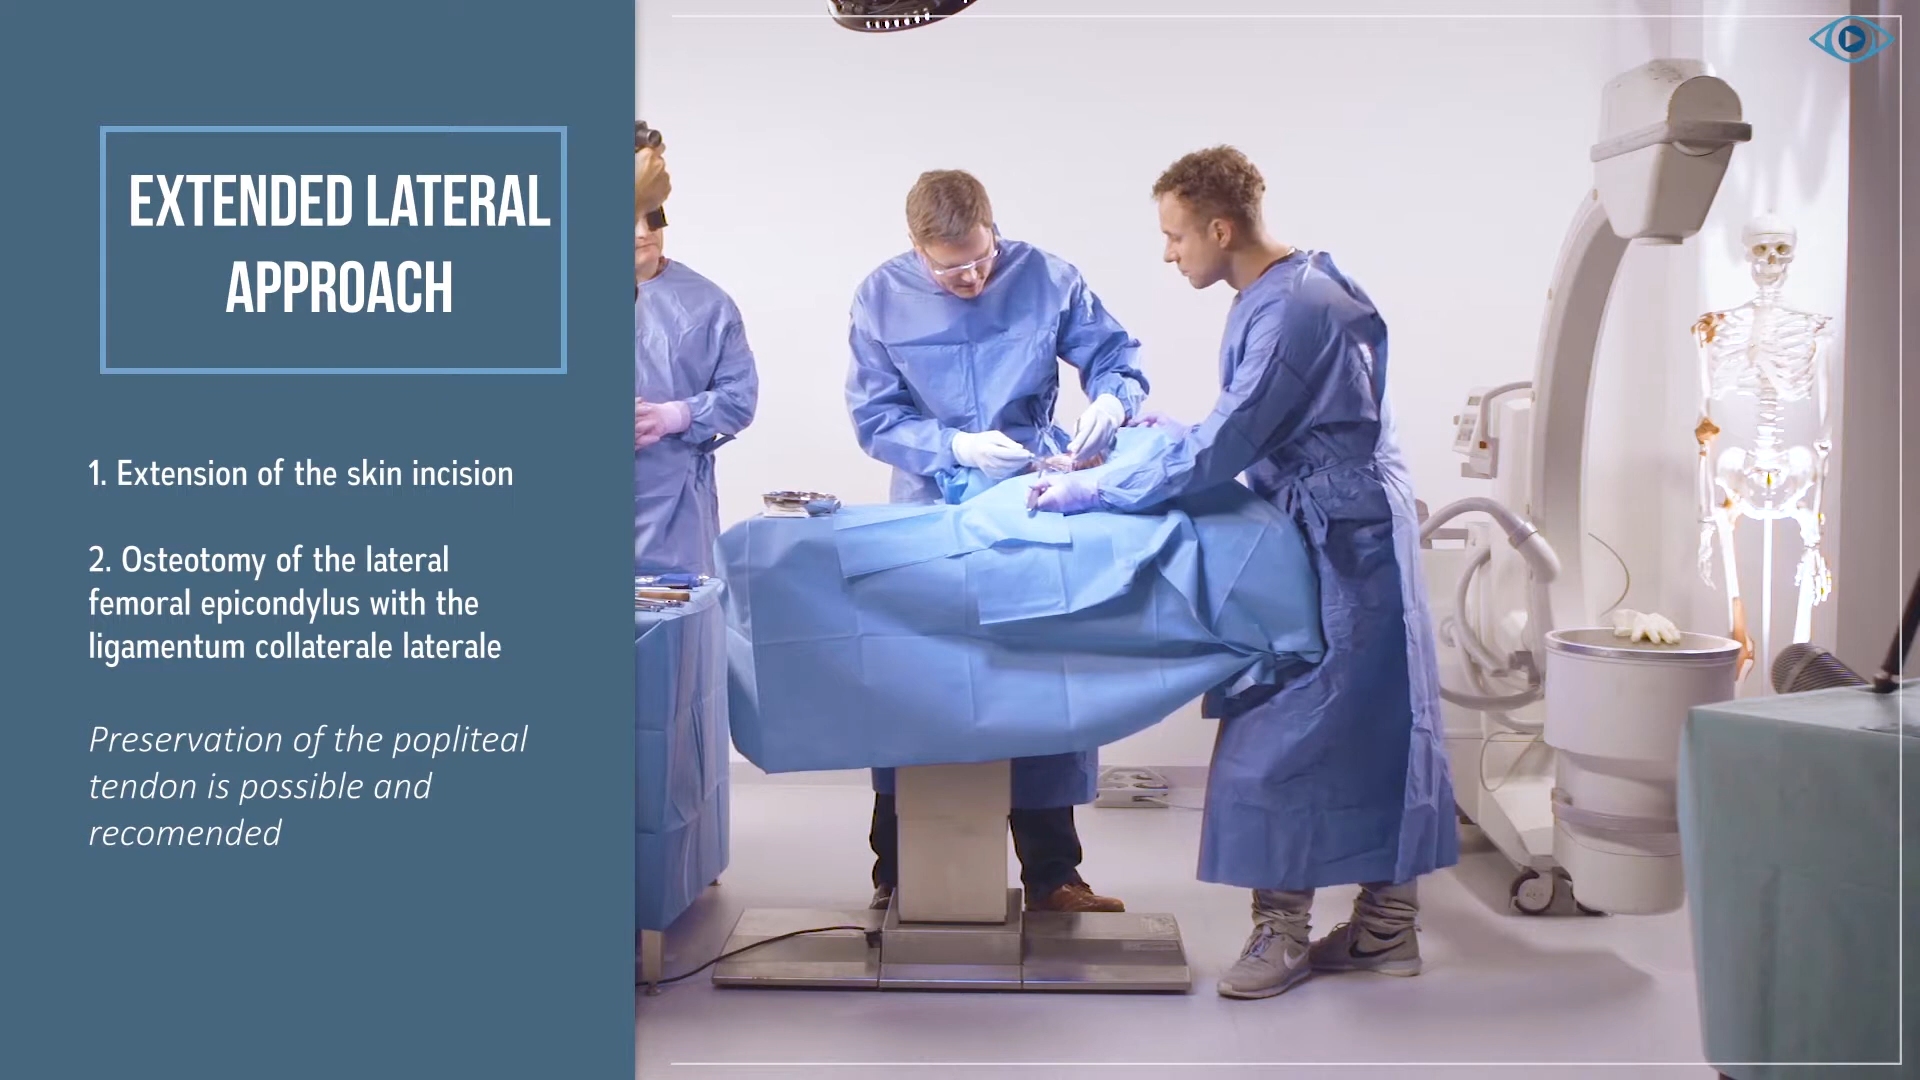 EXTENDED LATERAL
APPROACH
1. Extension of the skin incision
2. Osteotomy of the lateral
femoral epicondylus with the
ligamentum collaterale laterale
Preservation of the popliteal
tendon is possible and
recomended